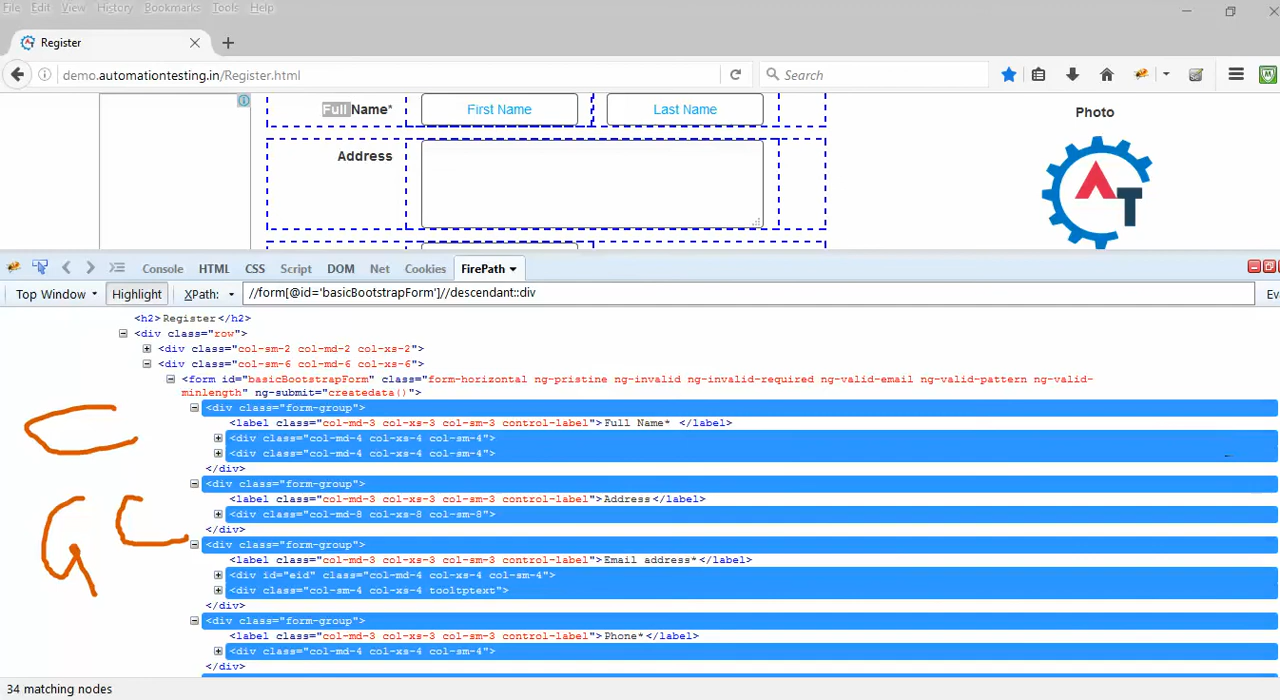 File Edit View History Bookmarks Tools Help
Register
demo.automationtesting.in/Register.html
Search
Full Name* First Name Last Name
Photo
Address
AT
Console HTML CSS Script DOM Net Cookies FirePath
Top Window Highlight XPath: //form[@id='basicBootstrapForm']//descendant::div Ev
<h2>Register</h2>
<div class="row">
<div class="col-sm-2 col-md-2 col-xs-2">
<div class="col-sm-6 col-md-6 col-xs-6">
<form id="basicBootstrapForm" class="form-horizontal ng-pristine ng-invalid ng-invalid-required ng-valid-email ng-valid-pattern ng-valid-
minlength" ng-submit="createdata()">
<div class="form-group">
<label class="col-md-3 col-xs-3 col-sm-3 control-label">Full Name* </label>
<div class="col-md-4 col-xs-4 col-sm-4">
<div class="col-md-4 col-xs-4 col-sm-4">
</div>
<div class="form-group">
<label class="col-md-3 col-xs-3 col-sm-3 control-label">Address</label>
<div class="col-md-8 col-xs-8 col-sm-8">
</div>
<div class="form-group">
<label class="col-md-3 col-xs-3 col-sm-3 control-label">Email address*</label>
<div id="eid" class="col-md-4 col-xs-4 col-sm-4">
<div class="col-sm-4 col-xs-4 tooltptext">
</div>
<div class="form-group">
<label class="col-md-3 col-xs-3 col-sm-3 control-label">Phone*</label>
<div class="col-md-4 col-xs-4 col-sm-4">
</div>
C
G C
34 matching nodes